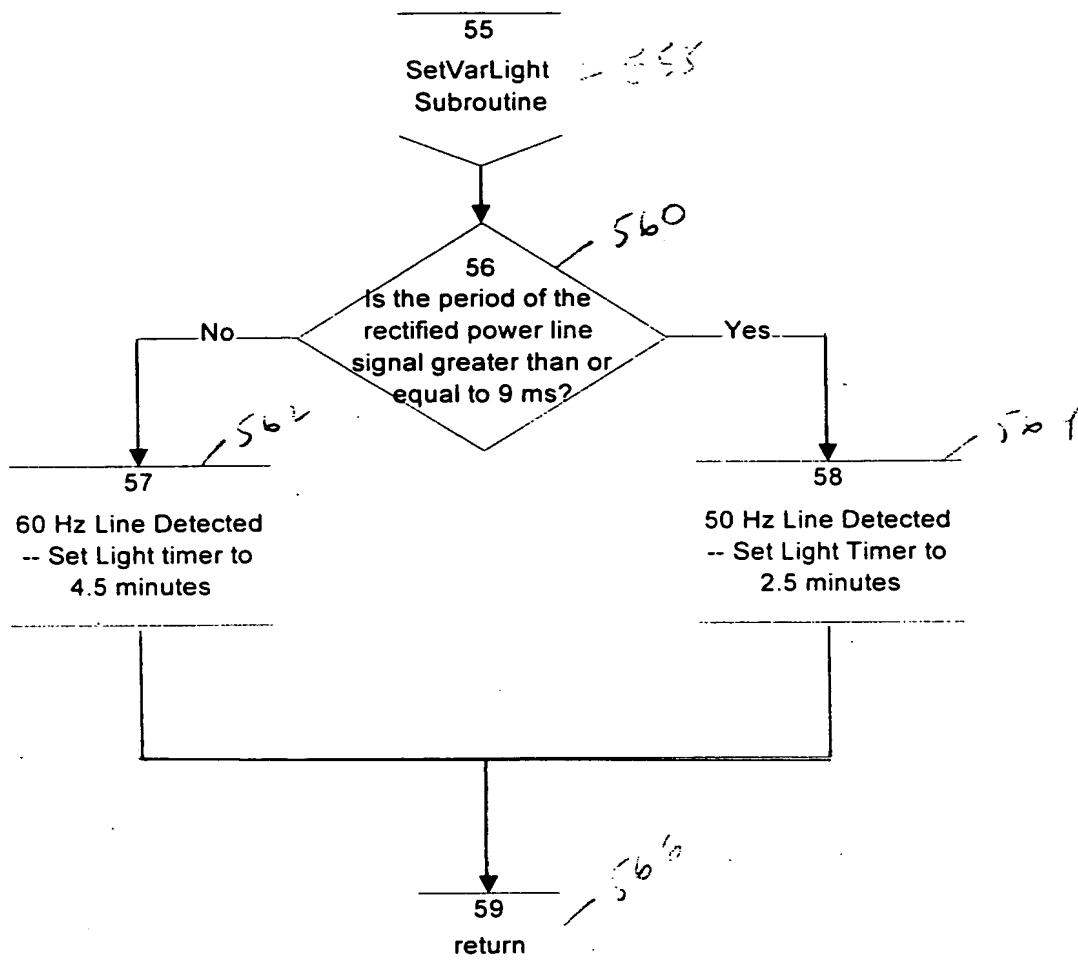 55
SetVarLight
Subroutine
560
56
Is the period of the
rectified power line
signal greater than or
equal to 9 ms?
No
Yes
562
57
60 Hz Line Detected
-- Set Light timer to
4.5 minutes
58
50 Hz Line Detected
-- Set Light Timer to
2.5 minutes
59
return